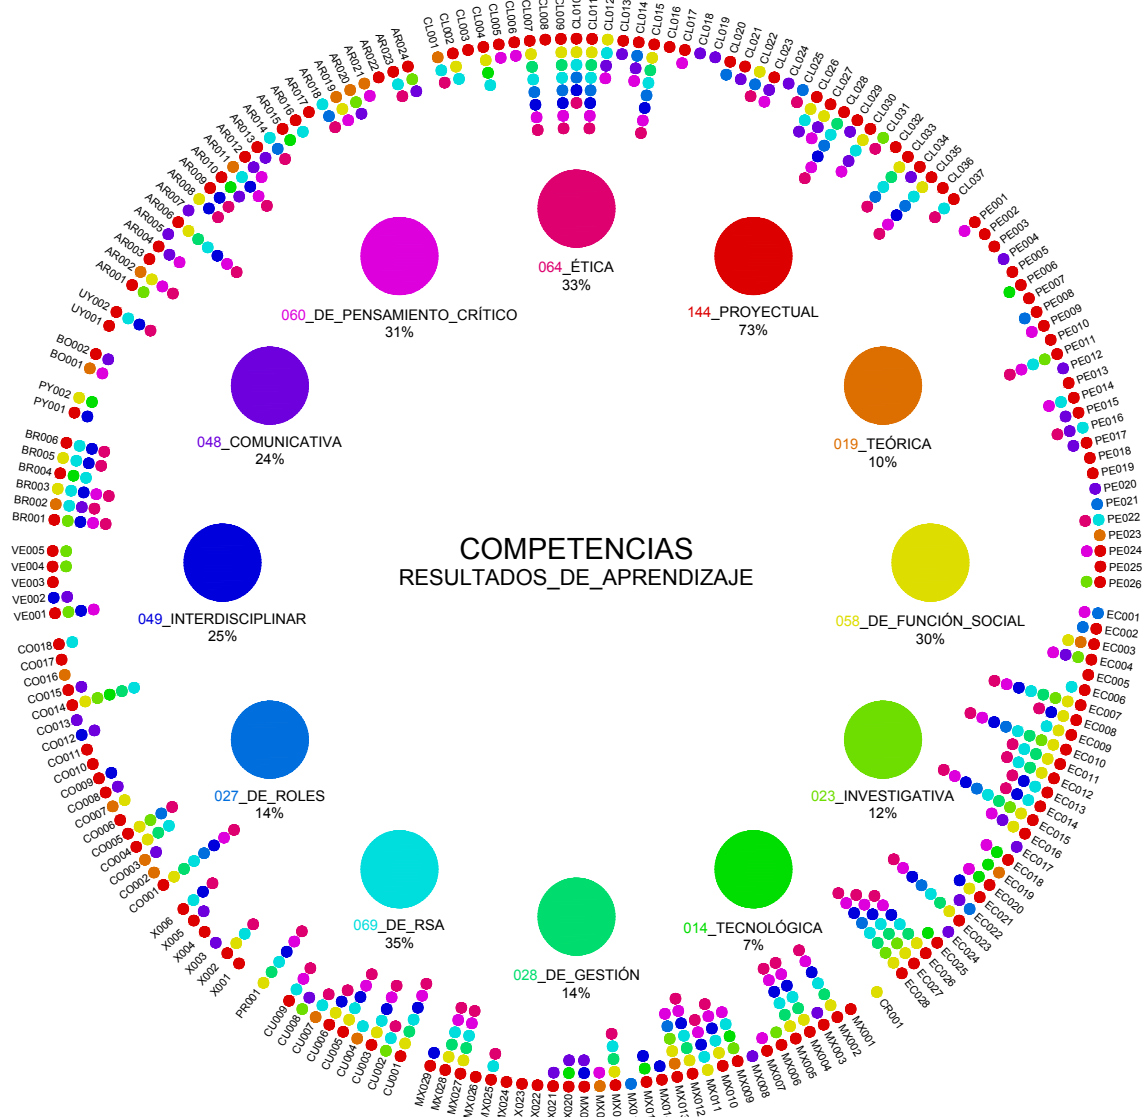 COMPETENCIAS
RESULTADOS_DE_APRENDIZAJE
064_ÉTICA
33%
144_PROYECTUAL
73%
019_TEÓRICA
10%
058_DE_FUNCIÓN_SOCIAL
30%
023_INVESTIGATIVA
12%
014_TECNOLÓGICA
7%
028_DE_GESTIÓN
14%
069_DE_RSA
35%
027_DE_ROLES
14%
049_INTERDISCIPLINAR
25%
048_COMUNICATIVA
24%
060_DE_PENSAMIENTO_CRÍTICO
31%
CL001
CL002
CL003
CL004
CL005
CL006
CL007
CL008
CL010
CL011
CL012
CL013
CL014
CL015
CL016
CL017
CL018
CL019
CL020
CL021
CL022
CL023
CL024
CL025
CL026
CL027
CL028
CL029
CL030
CL031
CL032
CL033
CL034
CL035
CL036
CL037
PE001
PE002
PE003
PE004
PE005
PE006
PE007
PE008
PE009
PE010
PE011
PE012
PE013
PE014
PE015
PE016
PE017
PE018
PE019
PE020
PE021
PE022
PE023
PE024
PE025
PE026
EC001
EC002
EC003
EC004
EC005
EC006
EC007
EC008
EC009
EC010
EC011
EC012
EC013
EC014
EC015
EC016
EC017
EC018
EC019
EC020
EC021
EC022
EC023
EC024
EC025
EC026
EC027
EC028
CR001
MX001
MX002
MX003
MX004
MX005
MX006
MX007
MX008
MX009
MX010
MX011
MX012
MX025
MX026
MX027
MX028
MX029
CU001
CU002
CU003
CU004
CU005
CU006
CU007
CU008
CU009
PR001
X001
X002
X003
X004
X005
X006
CO001
CO002
CO003
CO004
CO005
CO006
CO007
CO008
CO009
CO010
CO011
CO012
CO013
CO014
CO015
CO016
CO017
CO018
VE001
VE002
VE003
VE004
VE005
BR001
BR002
BR003
BR004
BR005
BR006
PY001
PY002
BO001
BO002
UY001
UY002
AR001
AR002
AR003
AR004
AR005
AR006
AR007
AR008
AR009
AR010
AR011
AR012
AR013
AR014
AR015
AR016
AR017
AR018
AR019
AR020
AR021
AR022
AR023
AR024